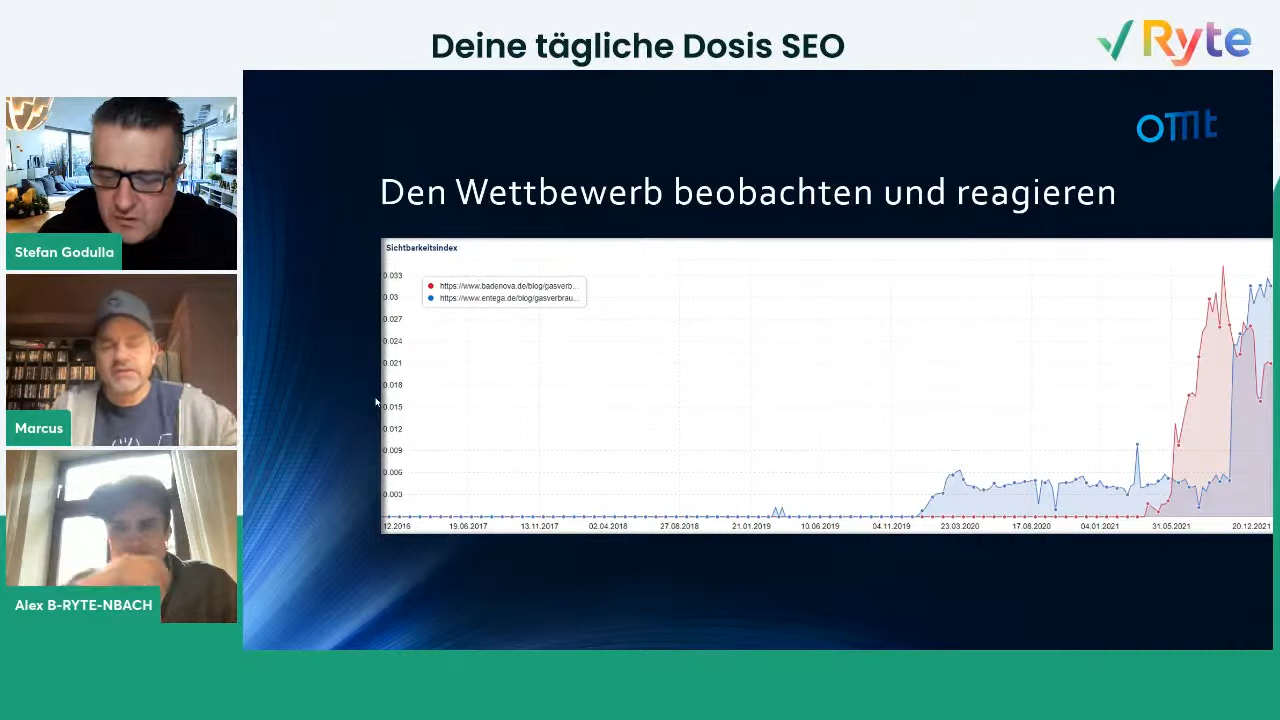 Deine tägliche Dosis SEO
Ryte
omt
Den Wettbewerb beobachten und reagieren
Sichtbarkeitsindex
https://www.badenova.de/blog/gasverb...
https://www.entega.de/blog/gasverbrau...
0.033
0.03
0.027
0.024
0.021
0.018
0.015
0.012
0.009
0.006
0.003
12.2016 19.06.2017 13.11.2017 02.04.2018 27.08.2018 21.01.2019 10.06.2019 04.11.2019 23.03.2020 17.08.2020 04.01.2021 31.05.2021 20.12.2021
Stefan Godulla
Marcus
Alex B-RYTE-NBACH